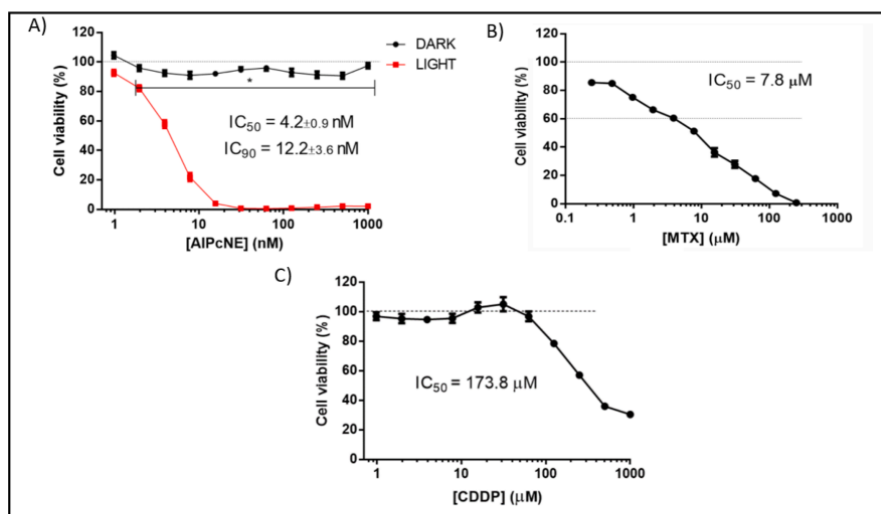 A)
DARK
LIGHT
Cell viability (%)
120
100
80
60
40
20
0
*
IC50 = 4.2±0.9 nM
IC90 = 12.2±3.6 nM
1
10
100
1000
[AlPcNE] (nM)
B)
Cell viability (%)
120
100
80
60
40
20
0
IC50 = 7.8 µM
0.1
1
10
100
1000
[MTX] (µM)
C)
Cell viability (%)
120
100
80
60
40
20
0
IC50 = 173.8 µM
1
10
100
1000
[CDDP] (µM)